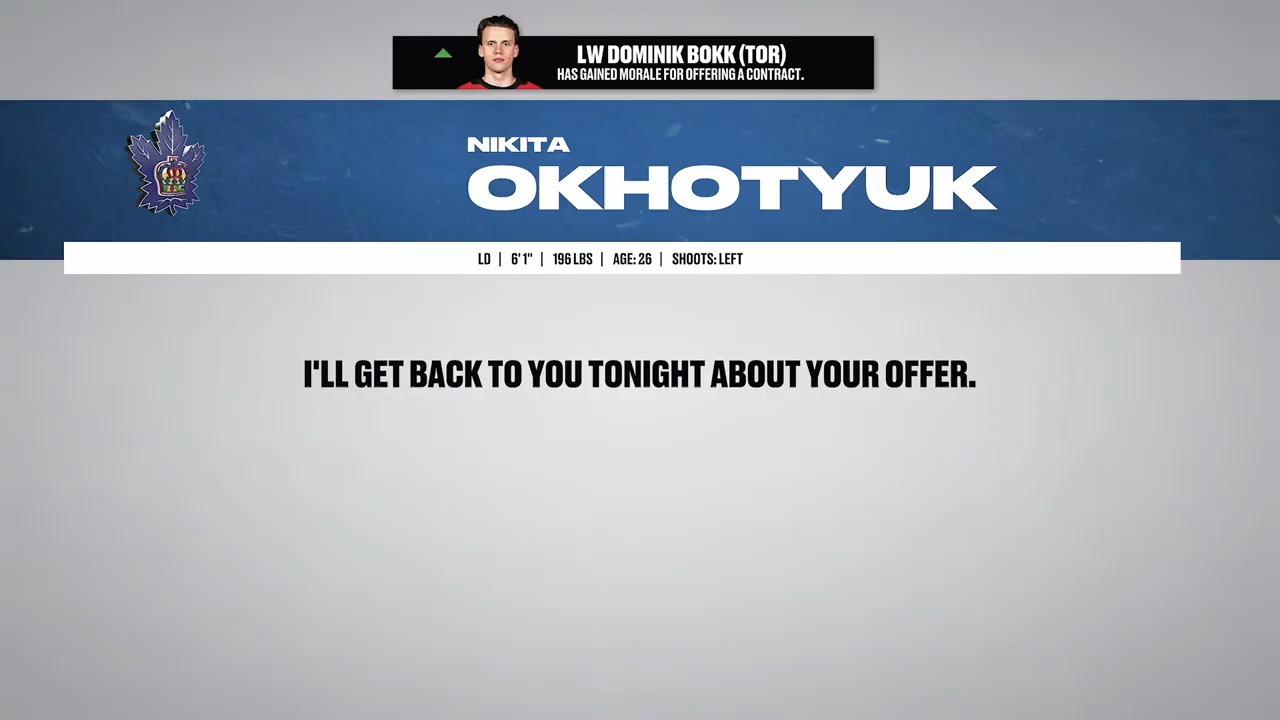 LW DOMINIK BOKK (TOR)
HAS GAINED MORALE FOR OFFERING A CONTRACT.
NIKITA
OKHOTYUK
LD | 6' 1" | 196 LBS | AGE: 26 | SHOOTS: LEFT
I'LL GET BACK TO YOU TONIGHT ABOUT YOUR OFFER.